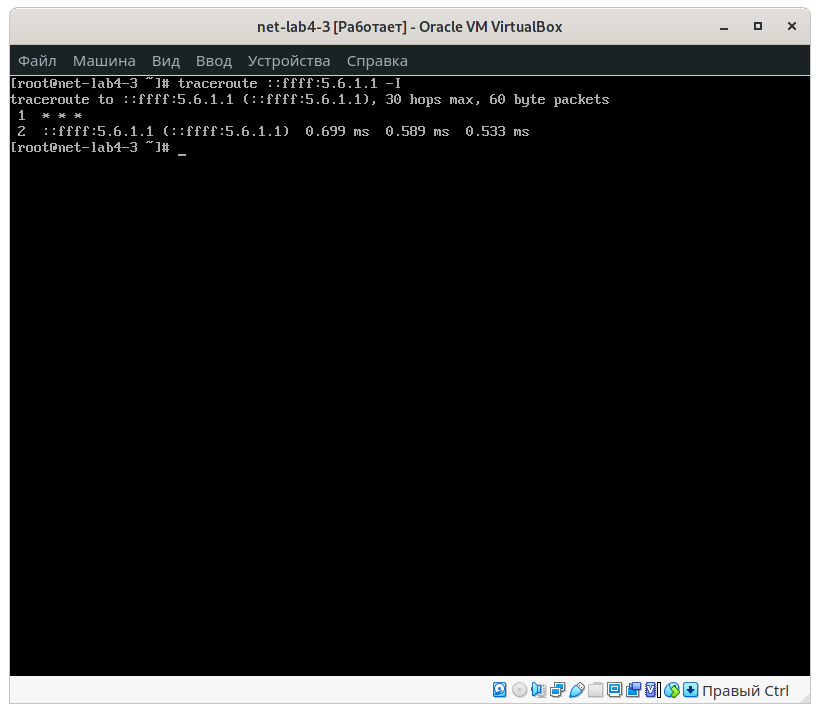 net-lab4-3 [Работает] - Oracle VM VirtualBox
Файл Машина Вид Ввод Устройства Справка
[root@net-lab4-3 ~]# traceroute ::ffff:5.6.1.1 -I
traceroute to ::ffff:5.6.1.1 (::ffff:5.6.1.1), 30 hops max, 60 byte packets
 1  * * *
 2  ::ffff:5.6.1.1 (::ffff:5.6.1.1)  0.699 ms  0.589 ms  0.533 ms
[root@net-lab4-3 ~]# _
Правый Ctrl